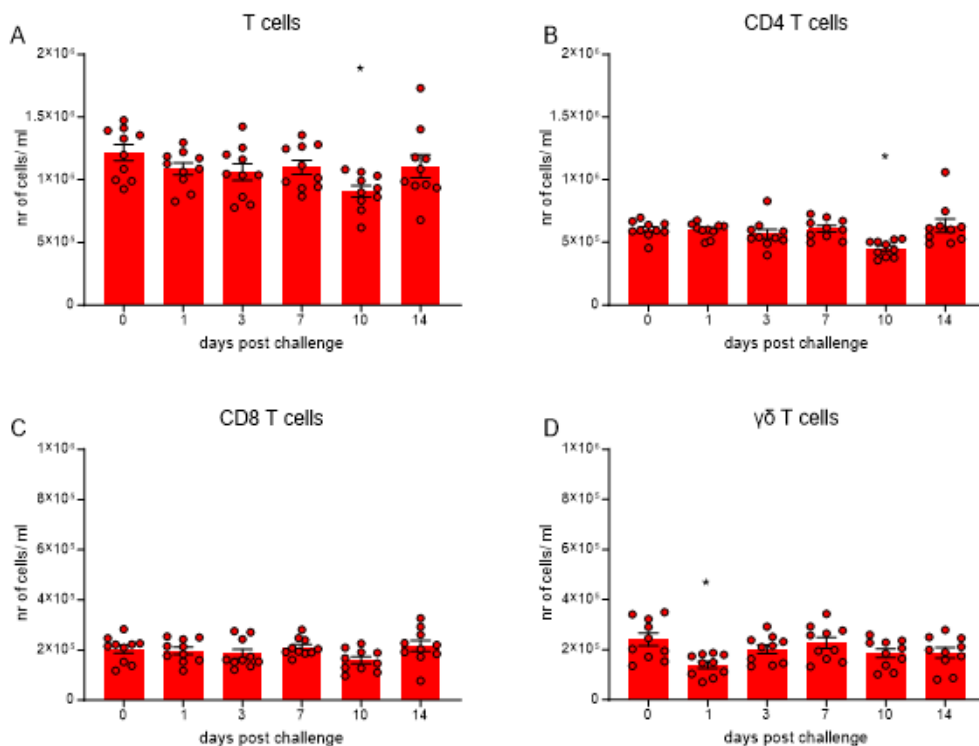 A
T cells
2×10⁶
1.5×10⁶
1×10⁶
5×10⁵
0
nr of cells/ ml
*
0 1 3 7 10 14
days post challenge
B
CD4 T cells
2×10⁶
1.5×10⁶
1×10⁶
5×10⁵
0
nr of cells/ ml
*
0 1 3 7 10 14
days post challenge
C
CD8 T cells
1×10⁶
8×10⁵
6×10⁵
4×10⁵
2×10⁵
0
nr of cells/ ml
0 1 3 7 10 14
days post challenge
D
γδ T cells
1×10⁶
8×10⁵
6×10⁵
4×10⁵
2×10⁵
0
nr of cells/ ml
*
0 1 3 7 10 14
days post challenge